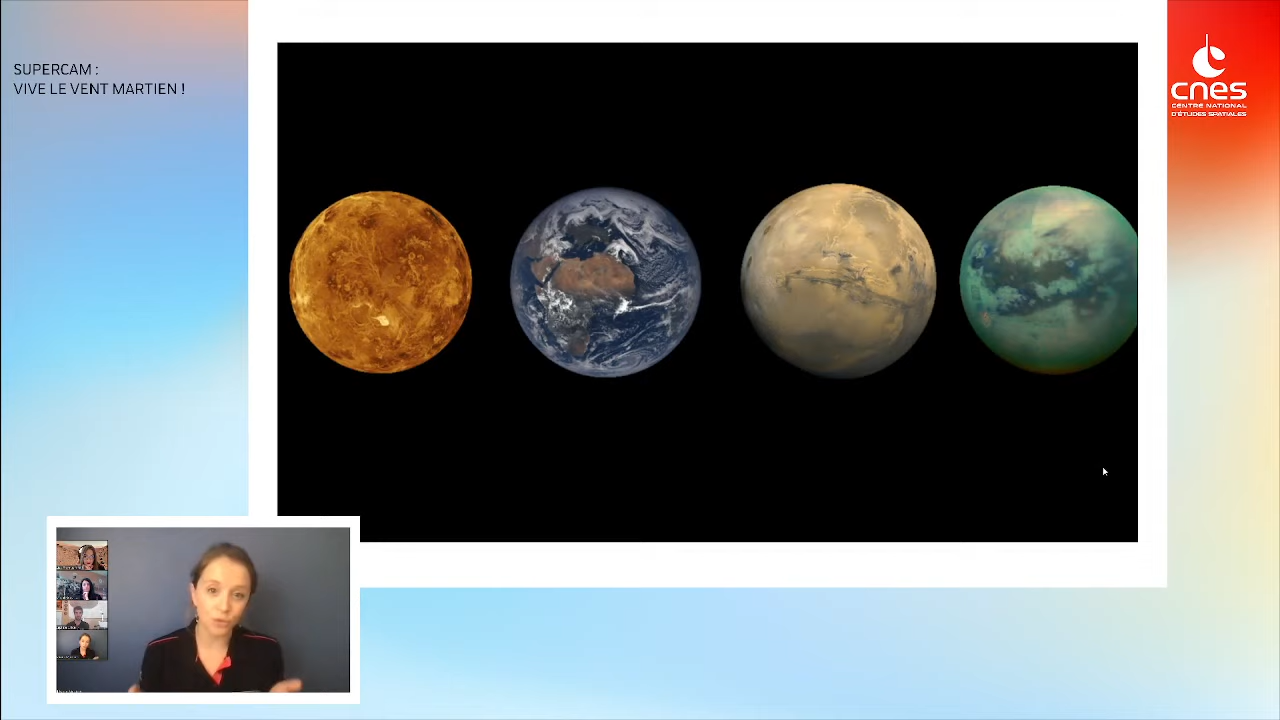 SUPERCAM :
VIVE LE VENT MARTIEN !
cnes
CENTRE NATIONAL
D'ÉTUDES SPATIALES